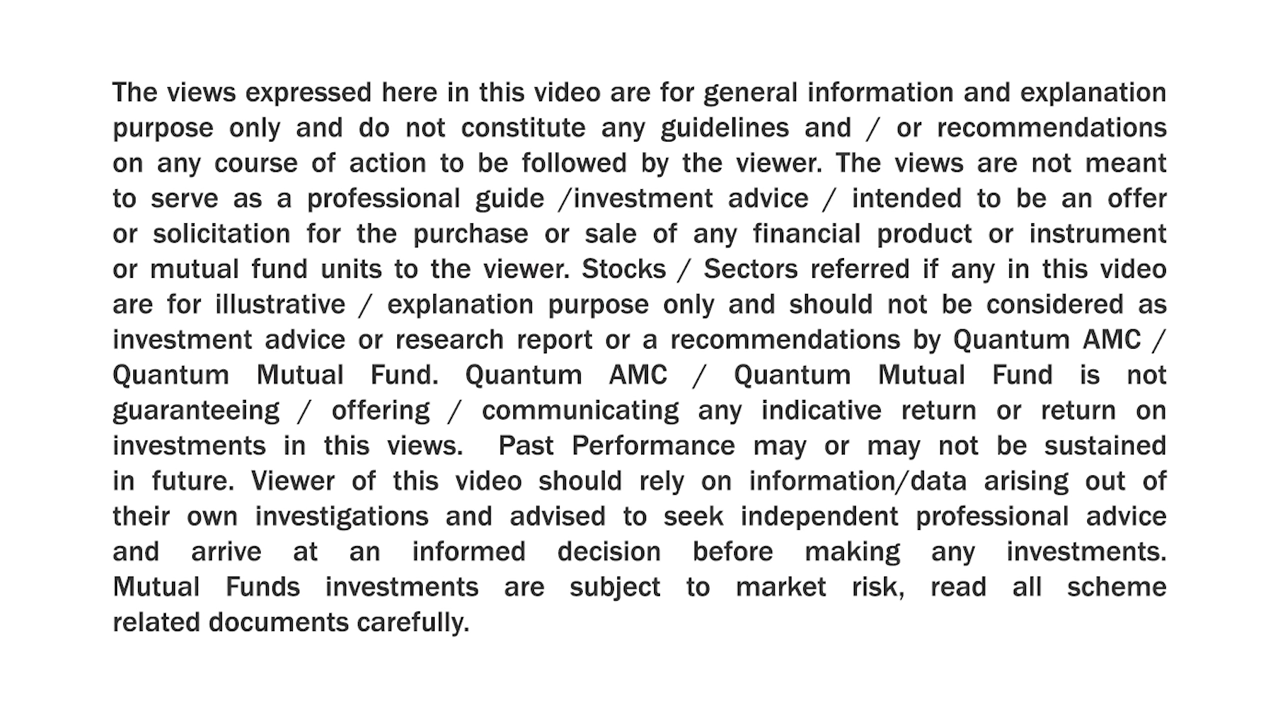 The views expressed here in this video are for general information and explanation
purpose only and do not constitute any guidelines and / or recommendations
on any course of action to be followed by the viewer. The views are not meant
to serve as a professional guide /investment advice / intended to be an offer
or solicitation for the purchase or sale of any financial product or instrument
or mutual fund units to the viewer. Stocks / Sectors referred if any in this video
are for illustrative / explanation purpose only and should not be considered as
investment advice or research report or a recommendations by Quantum AMC /
Quantum Mutual Fund. Quantum AMC / Quantum Mutual Fund is not
guaranteeing / offering / communicating any indicative return or return on
investments in this views.  Past Performance may or may not be sustained
in future. Viewer of this video should rely on information/data arising out of
their own investigations and advised to seek independent professional advice
and arrive at an informed decision before making any investments.
Mutual Funds investments are subject to market risk, read all scheme
related documents carefully.